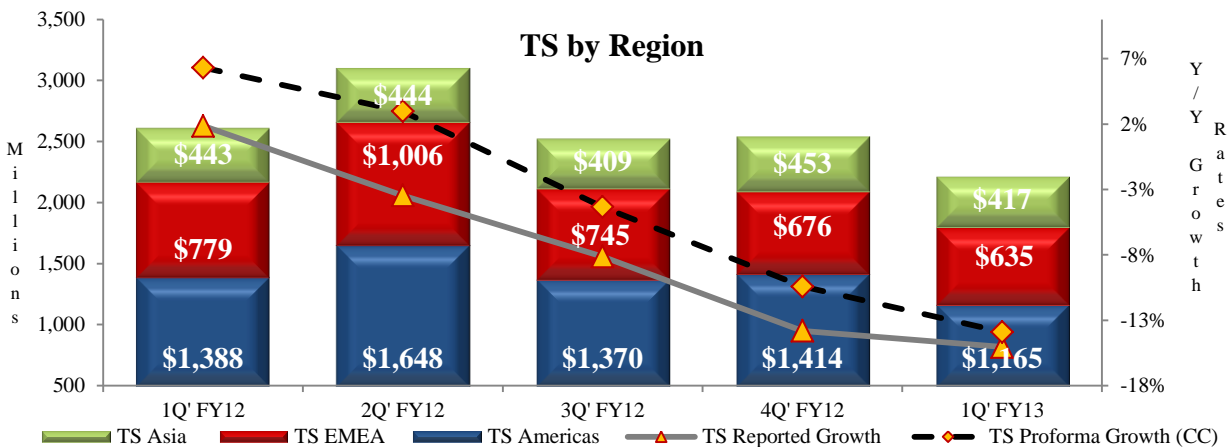 TS by Region
3,500
3,000
2,500
2,000
1,500
1,000
500
Millions
7%
2%
-3%
-8%
-13%
-18%
Y/Y Growth
Rates
$443
$779
$1,388
$444
$1,006
$1,648
$409
$745
$1,370
$453
$676
$1,414
$417
$635
$1,165
1Q' FY12
2Q' FY12
3Q' FY12
4Q' FY12
1Q' FY13
TS Asia
TS EMEA
TS Americas
TS Reported Growth
TS Proforma Growth (CC)